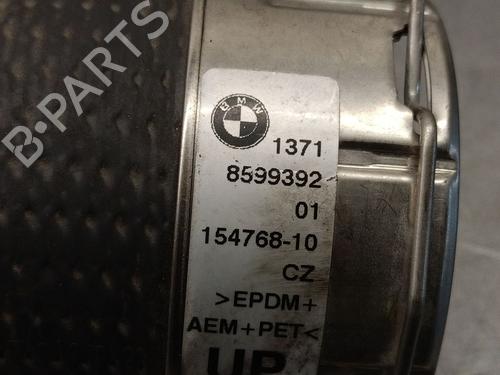 B-PARTS
BMW
1371
8599392
01
154768-10
CZ
>EPDM+
AEM+PET<
UP